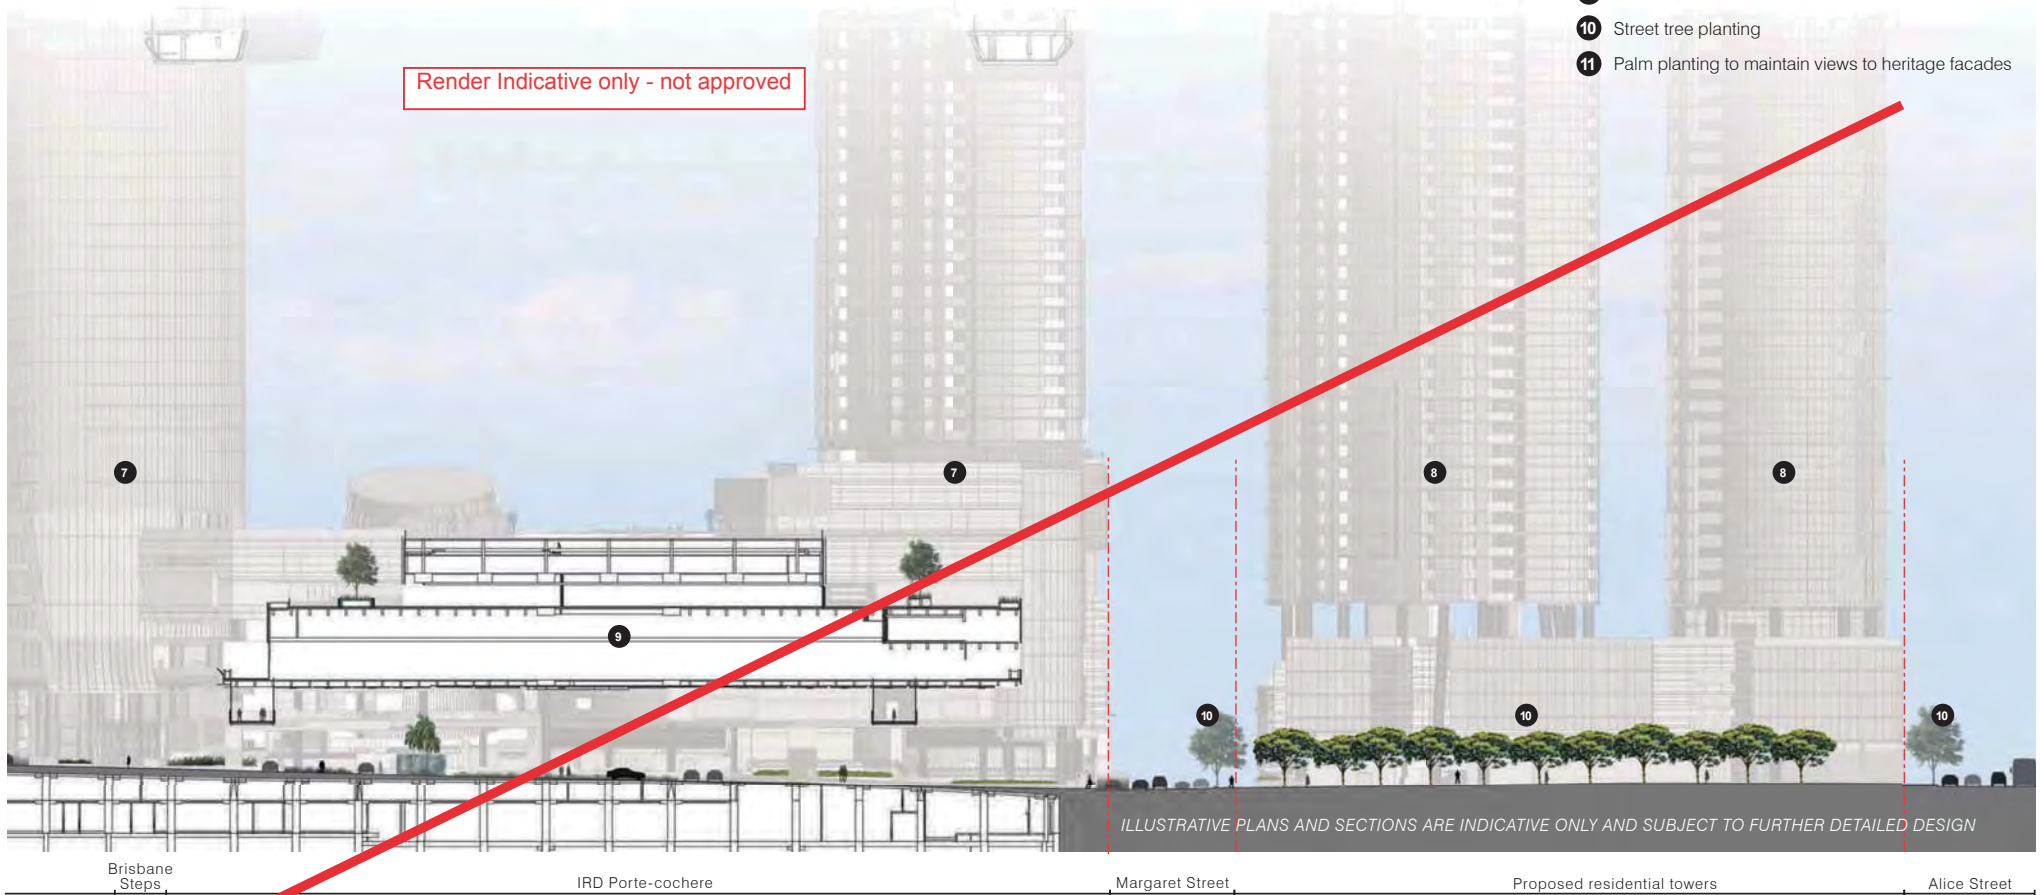 10 Street tree planting
11 Palm planting to maintain views to heritage facades
Render Indicative only - not approved
7
7
8
8
9
10
10
10
ILLUSTRATIVE PLANS AND SECTIONS ARE INDICATIVE ONLY AND SUBJECT TO FURTHER DETAILED DESIGN
Brisbane
Steps
IRD Porte-cochere
Margaret Street
Proposed residential towers
Alice Street